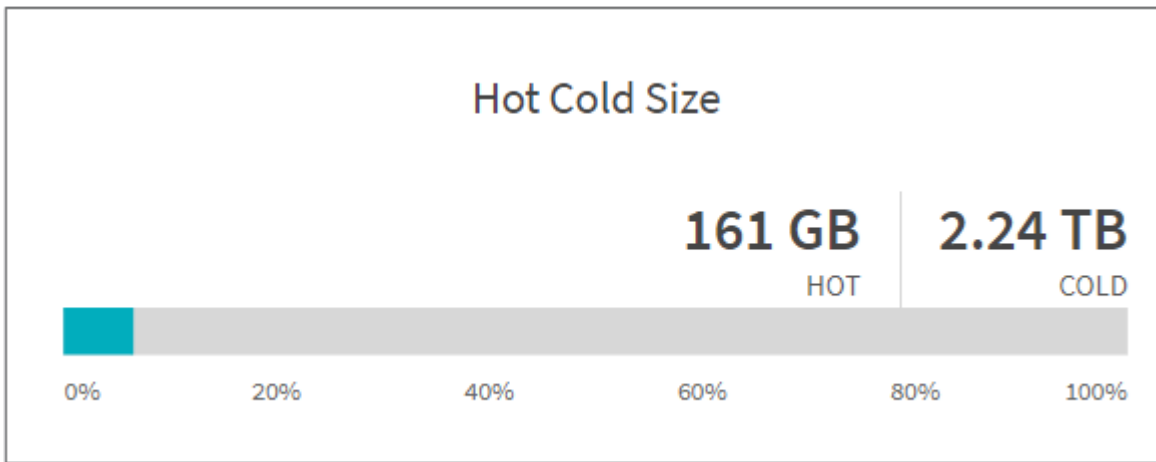 Hot Cold Size
161 GB
HOT
2.24 TB
COLD
0% 20% 40% 60% 80% 100%